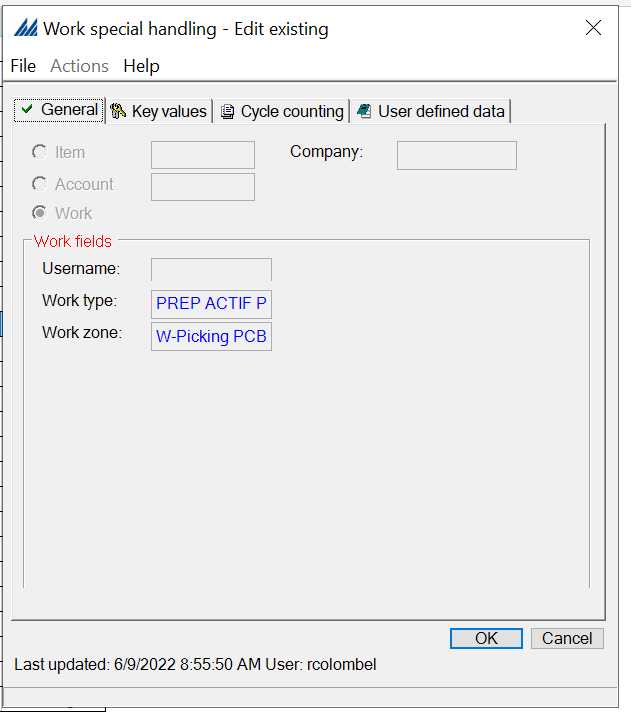 Work special handling - Edit existing
File Actions Help
General Key values Cycle counting User defined data
Item Company:
Account
Work
Work fields
Username:
Work type: PREP ACTIF P
Work zone: W-Picking PCB
OK Cancel
Last updated: 6/9/2022 8:55:50 AM User: rcolombel